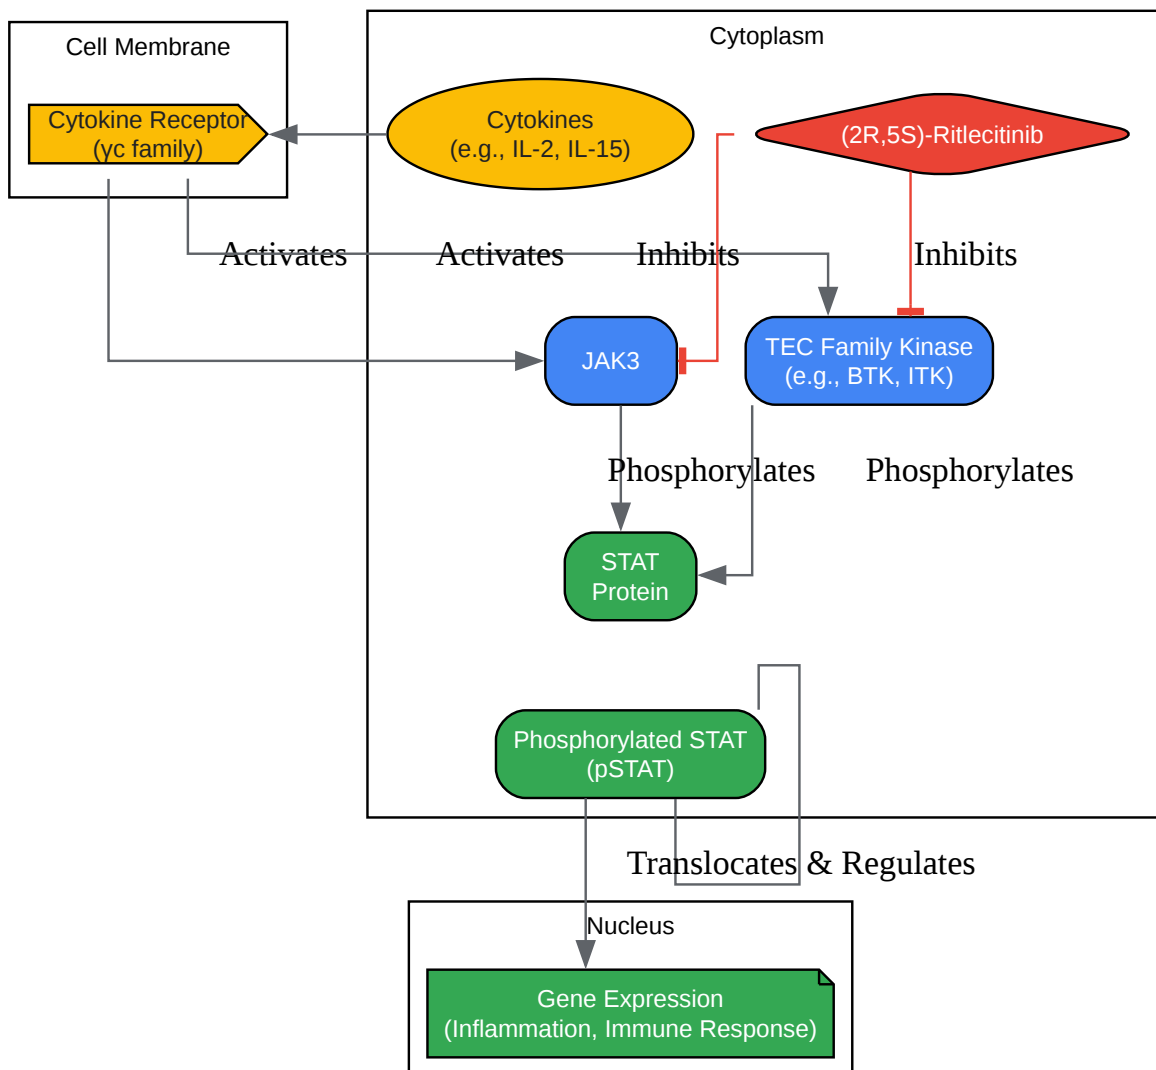 Cell Membrane
Cytoplasm
Cytokine Receptor
(γc family)
Cytokines
(e.g., IL-2, IL-15)
(2R,5S)-Ritlecitinib
Activates
Activates
Inhibits
Inhibits
JAK3
TEC Family Kinase
(e.g., BTK, ITK)
Phosphorylates
Phosphorylates
STAT
Protein
Phosphorylated STAT
(pSTAT)
Translocates & Regulates
Nucleus
Gene Expression
(Inflammation, Immune Response)